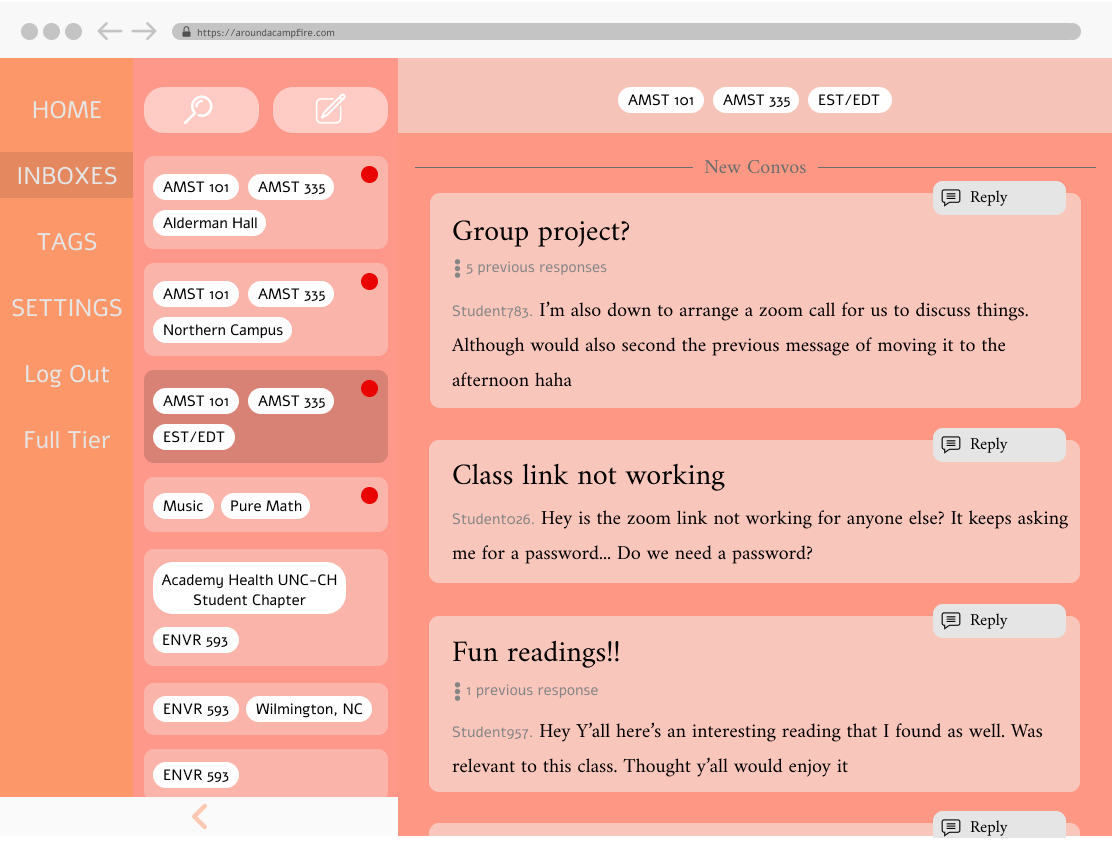 https://aroundacampfire.com
HOME
INBOXES
TAGS
SETTINGS
Log Out
Full Tier
AMST 101 AMST 335
Alderman Hall
AMST 101 AMST 335
Northern Campus
AMST 101 AMST 335
EST/EDT
Music Pure Math
Academy Health UNC-CH
Student Chapter
ENVR 593
ENVR 593 Wilmington, NC
ENVR 593
AMST 101 AMST 335 EST/EDT
New Convos
Reply
Group project?
5 previous responses
Student783. I'm also down to arrange a zoom call for us to discuss things.
Although would also second the previous message of moving it to the
afternoon haha
Reply
Class link not working
Student026. Hey is the zoom link not working for anyone else? It keeps asking
me for a password... Do we need a password?
Reply
Fun readings!!
1 previous response
Student957. Hey Y'all here's an interesting reading that I found as well. Was
relevant to this class. Thought y'all would enjoy it
Reply